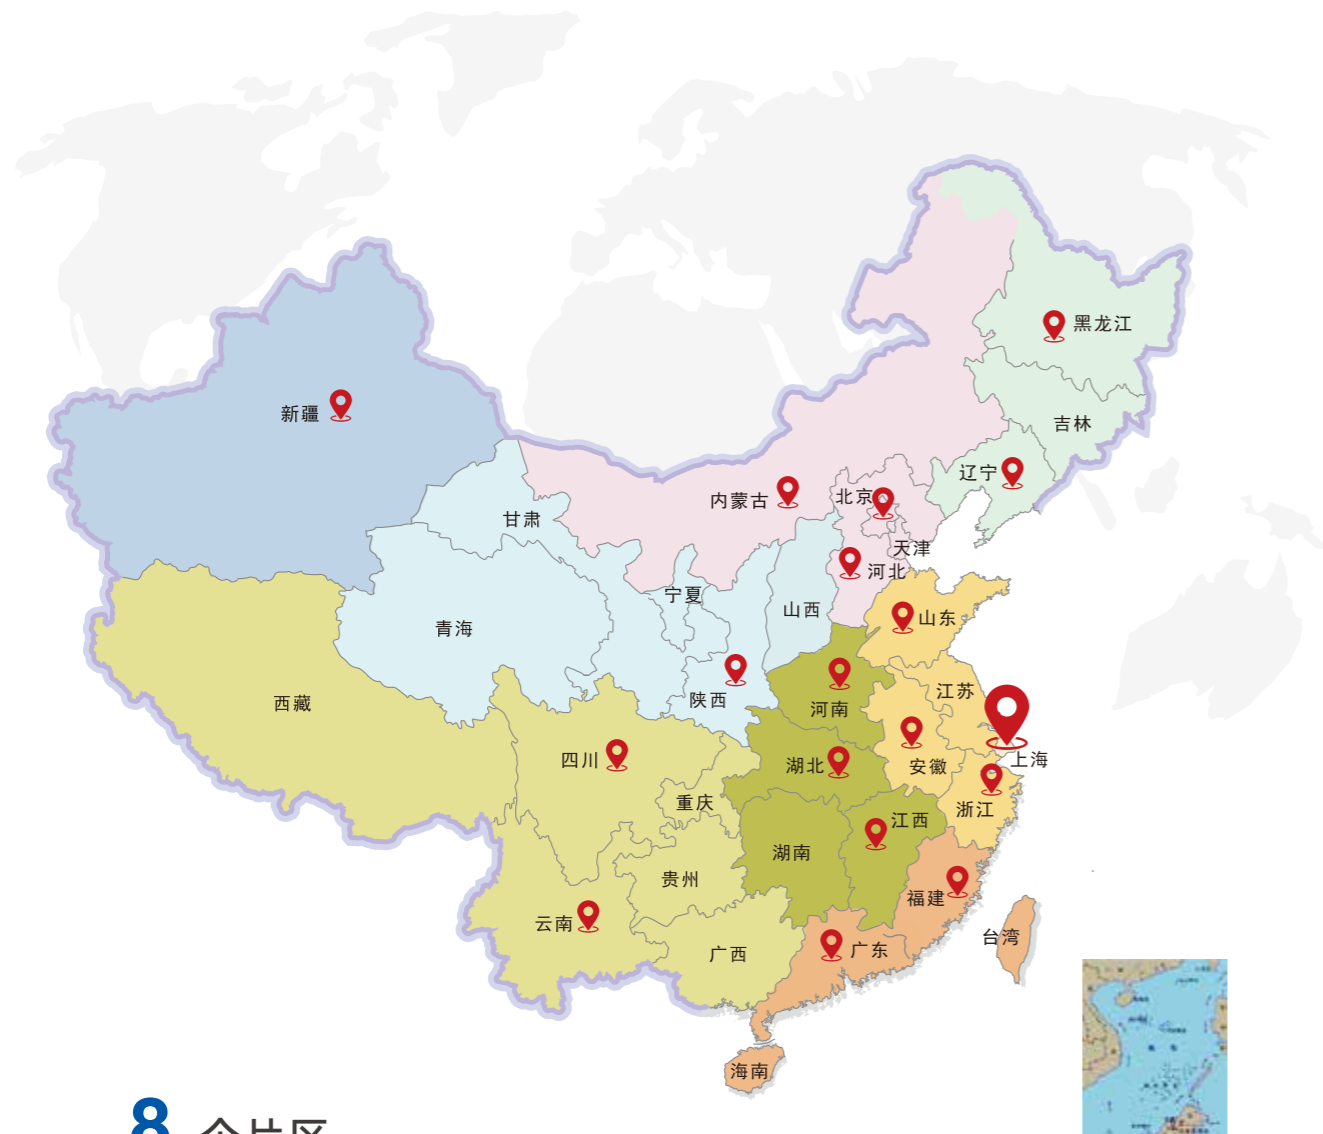 黑龙江
新疆
吉林
辽宁
内蒙古
北京
甘肃
天津
河北
宁夏
山西
山东
青海
陕西
江苏
西藏
河南
四川
湖北
安徽
上海
重庆
浙江
江西
湖南
贵州
福建
云南
台湾
广西
广东
海南
8 个片区